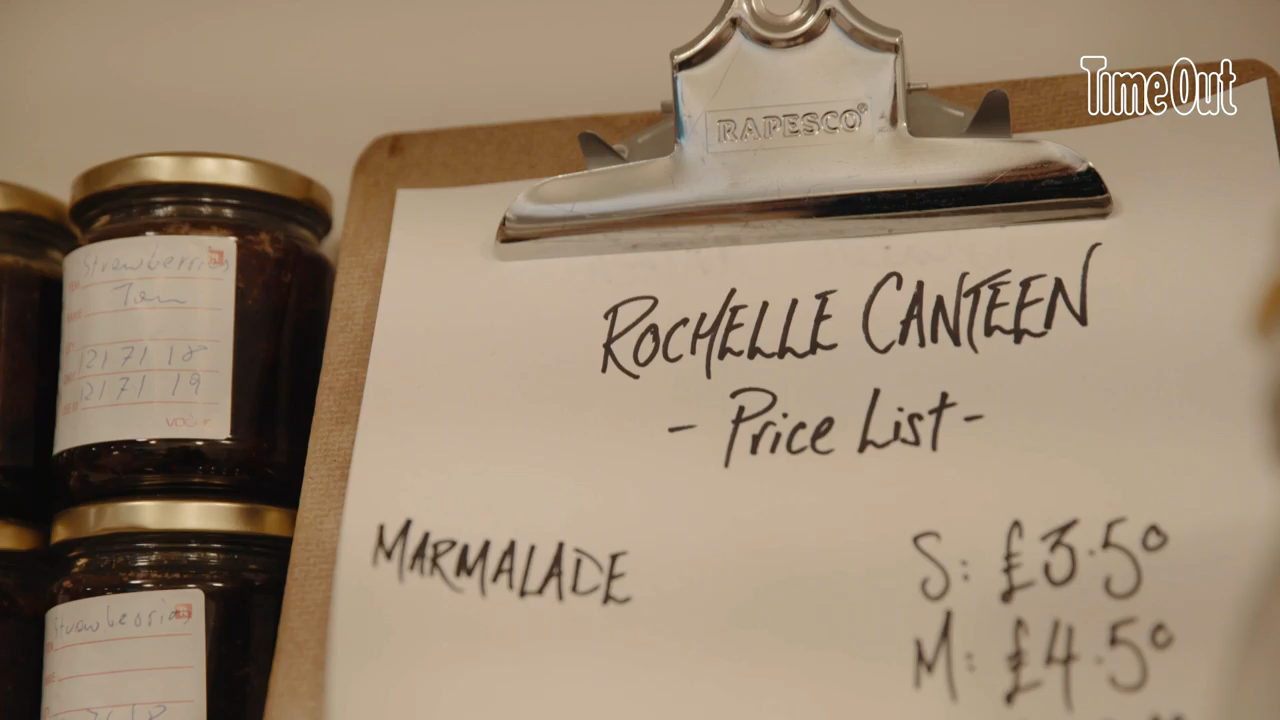 TimeOut
RAPESCO®
ROCHELLE CANTEEN
- Price List -
MARMALADE
S: £3.50
M: £4.50
Strawberries
Jam
12/7/18
12/7/19
Strawberries